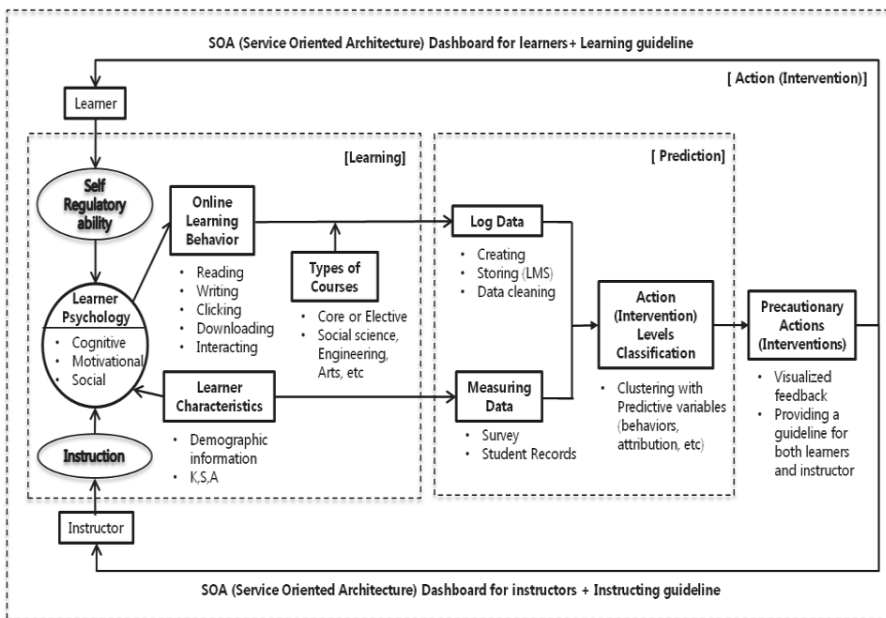 SOA (Service Oriented Architecture) Dashboard for learners+ Learning guideline
[ Action (Intervention)]
Learner
[Learning]
[ Prediction]
Self
Regulatory
ability
Online
Learning
Behavior
• Reading
• Writing
• Clicking
• Downloading
• Interacting
Types of
Courses
• Core or Elective
• Social science,
Engineering,
Arts, etc
Log Data
• Creating
• Storing (LMS)
• Data cleaning
Learner
Psychology
• Cognitive
• Motivational
• Social
Action
(Intervention)
Levels
Classification
• Clustering with
Predictive variables
(behaviors,
attribution, etc)
Precautionary
Actions
(Interventions)
• Visualized
feedback
• Providing a
guideline for
both learners
and instructor
Learner
Characteristics
• Demographic
information
• K,S,A
Measuring
Data
• Survey
• Student Records
Instruction
Instructor
SOA (Service Oriented Architecture) Dashboard for instructors + Instructing guideline